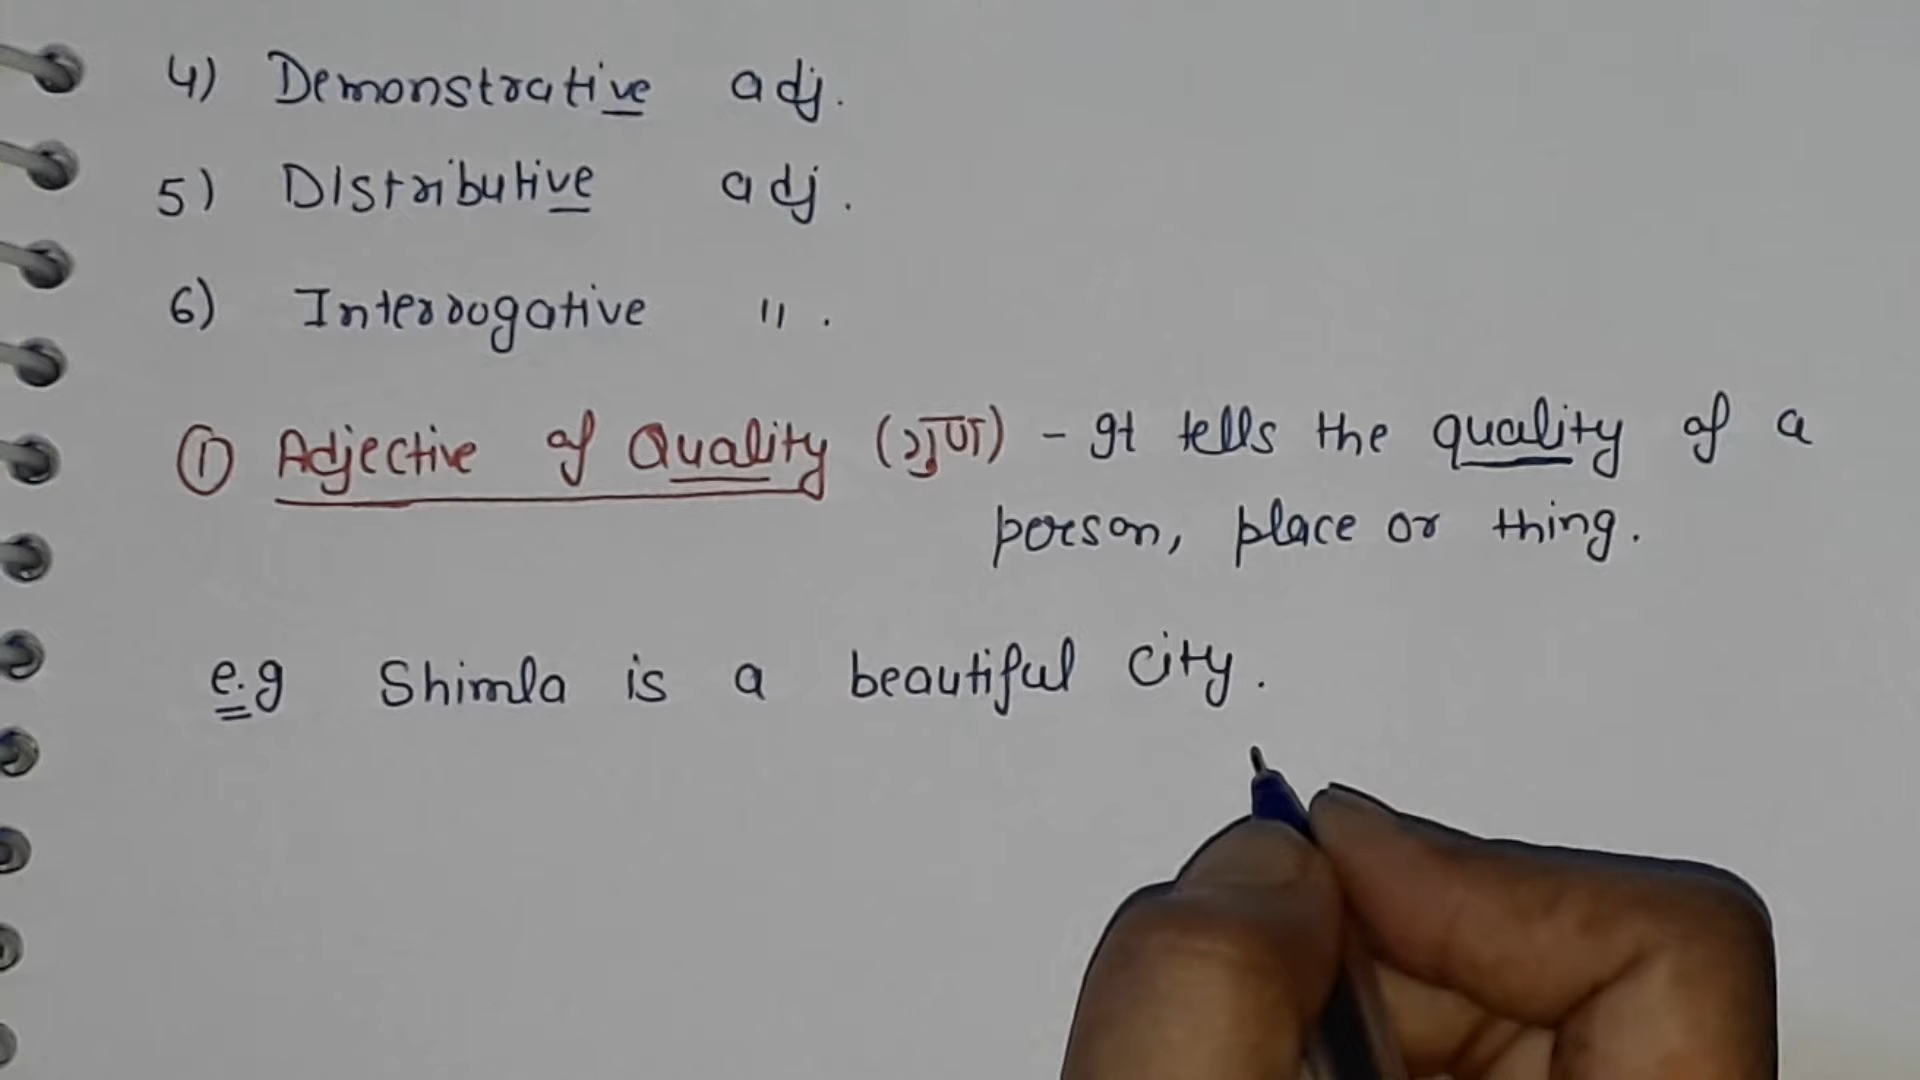 4) Demonstrative adj.
5) Distributive adj.
6) Interrogative " .
① Adjective of Quality (गुण) - It tells the quality of a
person, place or thing.
e.g Shimla is a beautiful city.